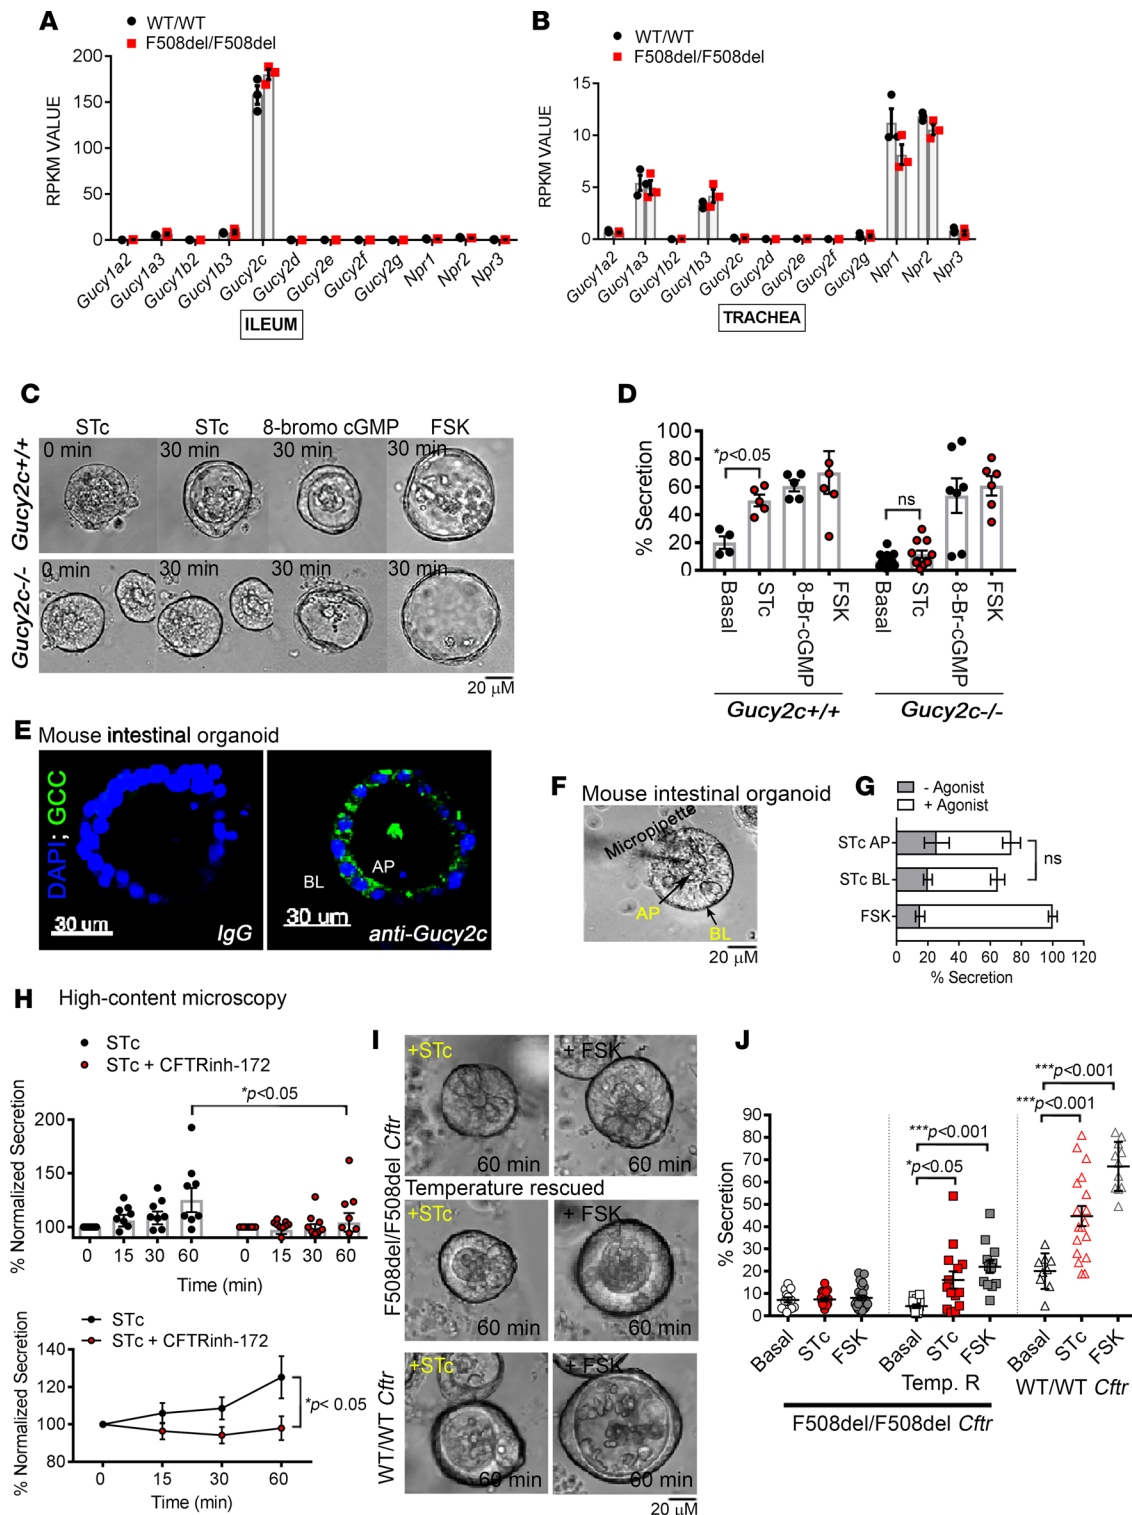 A
WT/WT
F508del/F508del
RPKM VALUE
200
150
100
50
0
Gucy1a2
Gucy1a3
Gucy1b2
Gucy1b3
Gucy2c
Gucy2d
Gucy2e
Gucy2f
Gucy2g
Npr1
Npr2
Npr3
ILEUM
B
WT/WT
F508del/F508del
RPKM VALUE
15
10
5
0
Gucy1a2
Gucy1a3
Gucy1b2
Gucy1b3
Gucy2c
Gucy2d
Gucy2e
Gucy2f
Gucy2g
Npr1
Npr2
Npr3
TRACHEA
C
STc STc 8-bromo cGMP FSK
Gucy2c+/+
0 min 30 min 30 min 30 min
Gucy2c-/-
0 min 30 min 30 min 30 min
20 µM
D
% Secretion
100
80
60
40
20
0
*p<0.05
ns
Basal STc 8-Br-cGMP FSK Basal STc 8-Br-cGMP FSK
Gucy2c+/+ Gucy2c-/-
E Mouse intestinal organoid
DAPI; GCC
30 um
IgG
BL
AP
30 um
anti-Gucy2c
F Mouse intestinal organoid
Micropipette
AP
BL
20 µM
G
- Agonist
+ Agonist
STc AP
STc BL
FSK
ns
0 20 40 60 80 100 120
% Secretion
H High-content microscopy
STc
STc + CFTRinh-172
% Normalized Secretion
200
150
100
*p<0.05
0 15 30 60 0 15 30 60
Time (min)
STc
STc + CFTRinh-172
% Normalized Secretion
140
120
100
80
*p< 0.05
0 15 30 60
Time (min)
I
F508del/F508del Cftr
+STc + FSK
60 min 60 min
Temperature rescued
+STc + FSK
60 min 60 min
WT/WT Cftr
+STc + FSK
60 min 60 min
20 µM
J
% Secretion
90
80
70
60
50
40
30
20
10
0
***p<0.001
*p<0.05
***p<0.001
***p<0.001
Basal STc FSK Basal STc FSK Basal STc FSK
Temp. R
WT/WT Cftr
F508del/F508del Cftr